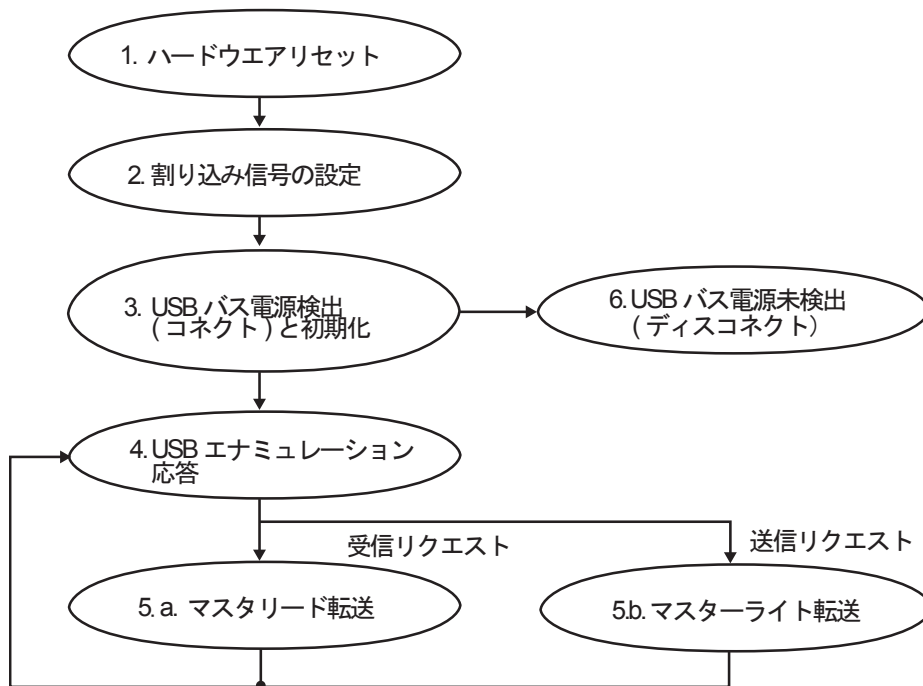 1. ハードウエアリセット
2. 割り込み信号の設定
3. USB バス電源検出
( コネクト ) と初期化
6. USB バス電源未検出
( ディスコネクト）
4. USB エナミュレーション
応答
受信リクエスト
送信リクエスト
5. a. マスタリード転送
5.b. マスターライト転送